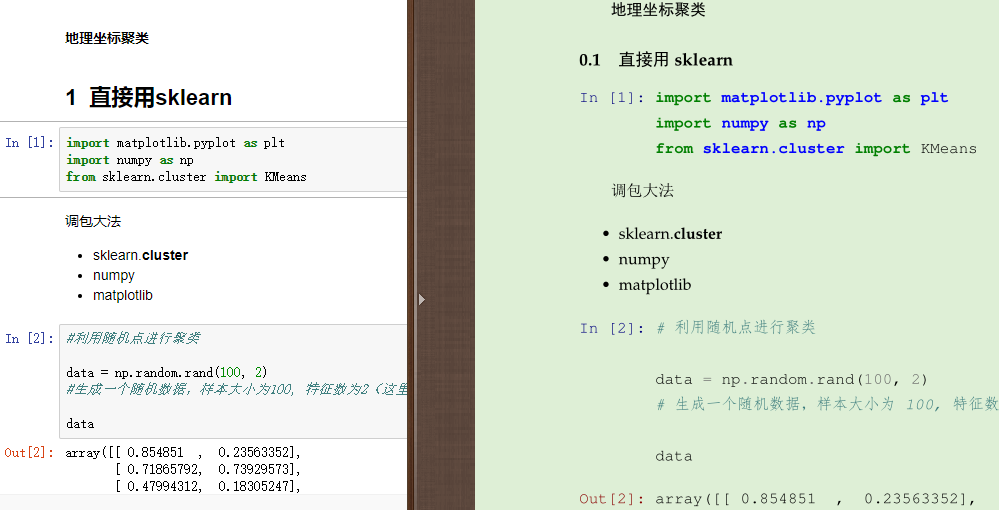 地理坐标聚类
1 直接用sklearn
In [1]: import matplotlib.pyplot as plt
import numpy as np
from sklearn.cluster import KMeans
调包大法
• sklearn.cluster
• numpy
• matplotlib
In [2]: #利用随机点进行聚类
data = np.random.rand(100, 2)
#生成一个随机数据，样本大小为100, 特征数为2（这里
data
Out[2]: array([[ 0.854851  ,  0.23563352],
[ 0.71865792,  0.73929573],
[ 0.47994312,  0.18305247],
地理坐标聚类
0.1 直接用 sklearn
In [1]: import matplotlib.pyplot as plt
import numpy as np
from sklearn.cluster import KMeans
调包大法
• sklearn.cluster
• numpy
• matplotlib
In [2]: # 利用随机点进行聚类
data = np.random.rand(100, 2)
# 生成一个随机数据，样本大小为 100, 特征数
data
Out[2]: array([[ 0.854851  ,  0.23563352],